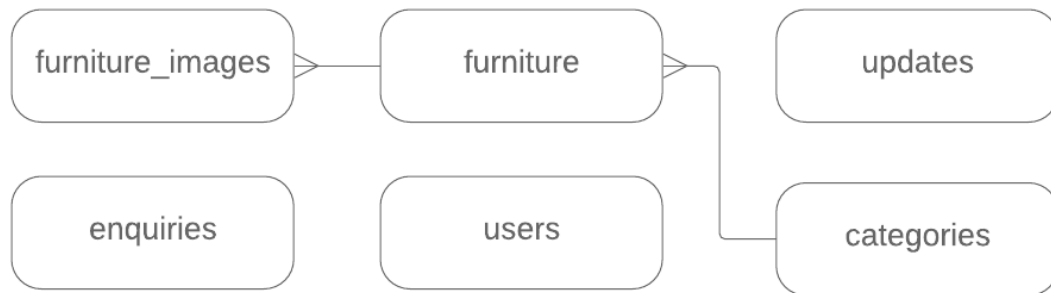 furniture_images
furniture
updates
enquiries
users
categories